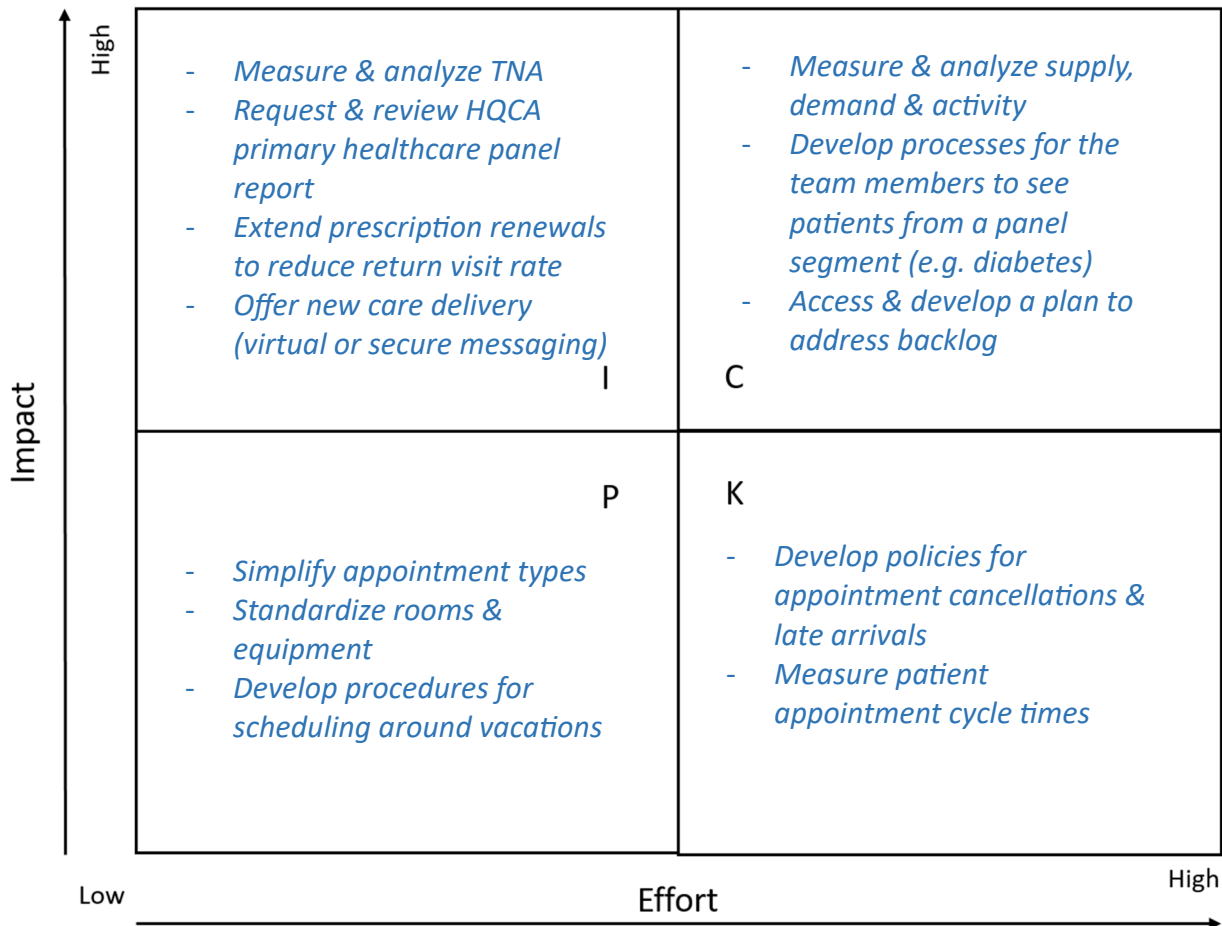 High
- Measure & analyze TNA
- Request & review HQCA
primary healthcare panel
report
- Extend prescription renewals
to reduce return visit rate
- Offer new care delivery
(virtual or secure messaging)
I
- Measure & analyze supply,
demand & activity
- Develop processes for the
team members to see
patients from a panel
segment (e.g. diabetes)
- Access & develop a plan to
address backlog
C
Impact
P
- Simplify appointment types
- Standardize rooms &
equipment
- Develop procedures for
scheduling around vacations
K
- Develop policies for
appointment cancellations &
late arrivals
- Measure patient
appointment cycle times
Low
Effort
High